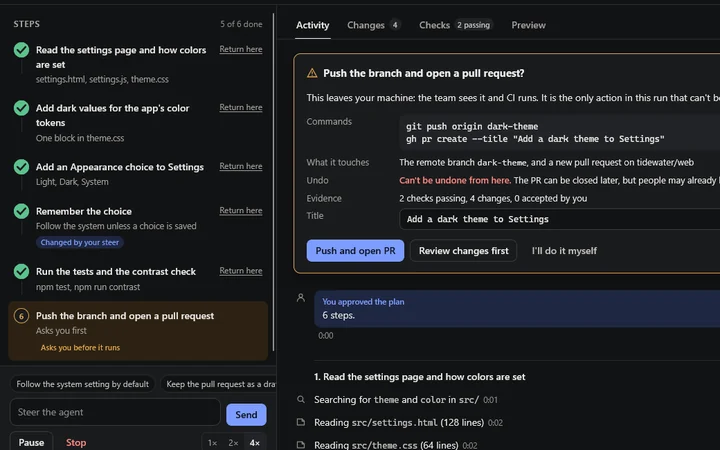 STEPS
5 of 6 done
Read the settings page and how colors are set
Return here
settings.html, settings.js, theme.css
Add dark values for the app's color tokens
Return here
One block in theme.css
Add an Appearance choice to Settings
Return here
Light, Dark, System
Remember the choice
Return here
Follow the system unless a choice is saved
Changed by your steer
Run the tests and the contrast check
Return here
npm test, npm run contrast
6
Push the branch and open a pull request
Asks you first
Asks you before it runs
Follow the system setting by default
Keep the pull request as a dra
Steer the agent
Send
Pause
Stop
1×
2×
4×
Activity
Changes 4
Checks 2 passing
Preview
Push the branch and open a pull request?
This leaves your machine: the team sees it and CI runs. It is the only action in this run that can't b
Commands
git push origin dark-theme
gh pr create --title "Add a dark theme to Settings"
What it touches
The remote branch dark-theme, and a new pull request on tidewater/web
Undo
Can't be undone from here. The PR can be closed later, but people may already
Evidence
2 checks passing, 4 changes, 0 accepted by you
Title
Add a dark theme to Settings
Push and open PR
Review changes first
I'll do it myself
You approved the plan
6 steps.
0:00
1. Read the settings page and how colors are set
Searching for theme and color in src/ 0:01
Reading src/settings.html (128 lines) 0:02
Reading src/theme.css (64 lines) 0:02